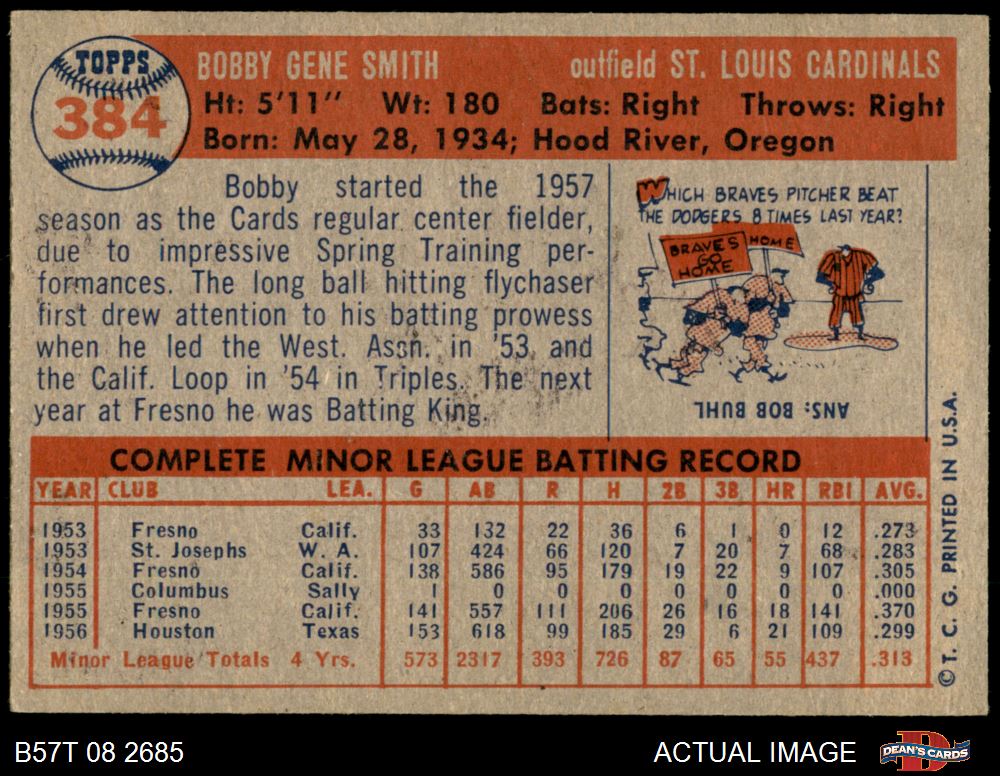 TOPPS
384
BOBBY GENE SMITH outfield ST. LOUIS CARDINALS
Ht: 5'11" Wt: 180 Bats: Right Throws: Right
Born: May 28, 1934; Hood River, Oregon
Bobby started the 1957
season as the Cards regular center fielder,
due to impressive Spring Training per-
formances. The long ball hitting flychaser
first drew attention to his batting prowess
when he led the West. Assn. in '53 and
the Calif. Loop in '54 in Triples. The next
year at Fresno he was Batting King.
WHICH BRAVES PITCHER BEAT
THE DODGERS 8 TIMES LAST YEAR?
BRAVES
GO
HOME
HOME
ANS: BOB BUHL
COMPLETE MINOR LEAGUE BATTING RECORD
YEAR CLUB LEA. G AB R H 2B 3B HR RBI AVG.
1953 Fresno Calif. 33 132 22 36 6 1 0 12 .273
1953 St. Josephs W. A. 107 424 66 120 7 20 7 68 .283
1954 Fresno Calif. 138 586 95 179 19 22 9 107 .305
1955 Columbus Sally 1 0 0 0 0 0 0 0 .000
1955 Fresno Calif. 141 557 111 206 26 16 18 141 .370
1956 Houston Texas 153 618 99 185 29 6 21 109 .299
Minor League Totals 4 Yrs. 573 2317 393 726 87 65 55 437 .313
© T. C. G. PRINTED IN U.S.A.
B57T 08 2685
ACTUAL IMAGE
D
DEAN'S CARDS